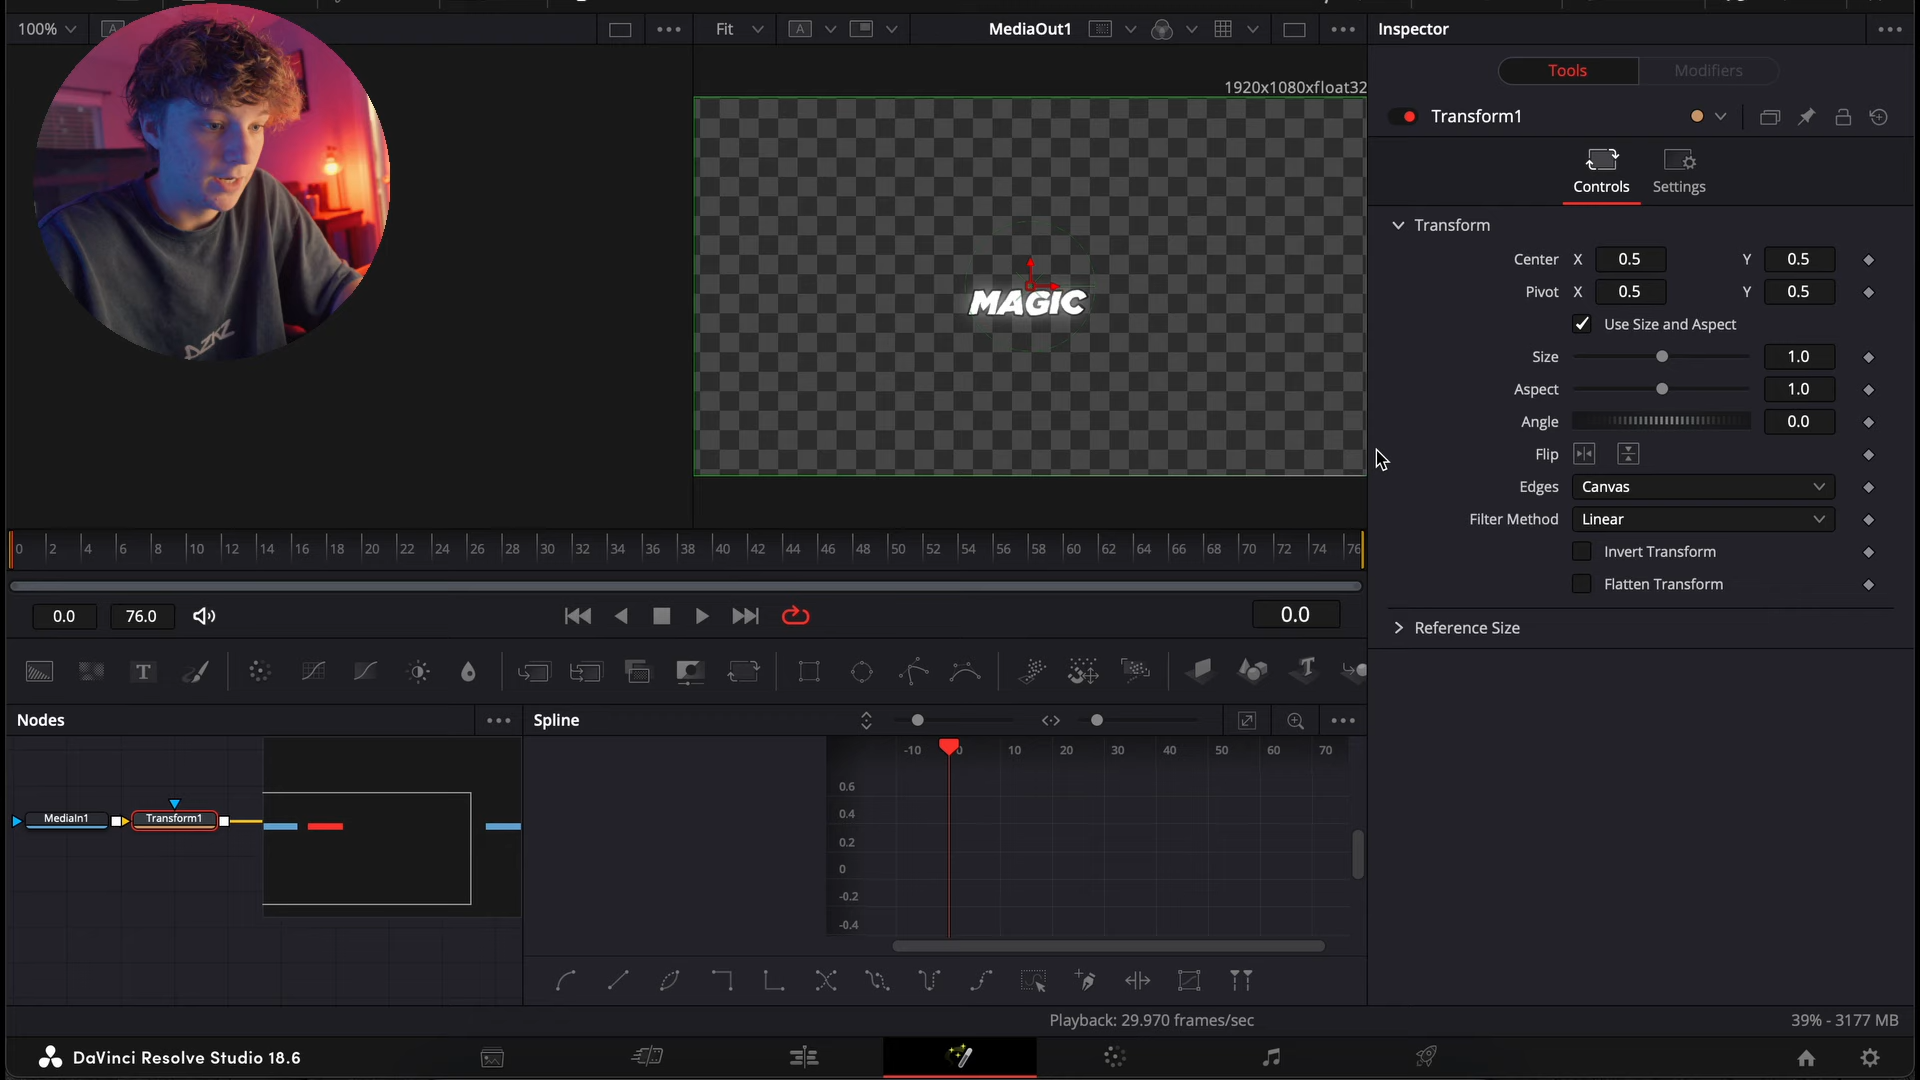 100%
A
Fit
A
MediaOut1
Inspector
Tools
Modifiers
1920x1080xfloat32
Transform1
Controls
Settings
Transform
Center X 0.5 Y 0.5
Pivot X 0.5 Y 0.5
Use Size and Aspect
Size 1.0
Aspect 1.0
Angle 0.0
Flip
Edges Canvas
Filter Method Linear
Invert Transform
Flatten Transform
Reference Size
MAGIC
DZKZ
0 2 4 6 8 10 12 14 16 18 20 22 24 26 28 30 32 34 36 38 40 42 44 46 48 50 52 54 56 58 60 62 64 66 68 70 72 74 76
0.0 76.0 0.0
T
T
Nodes
Spline
-10 0 10 20 30 40 50 60 70
0.6
0.4
0.2
0
-0.2
-0.4
MediaIn1
Transform1
Playback: 29.970 frames/sec
39% - 3177 MB
DaVinci Resolve Studio 18.6